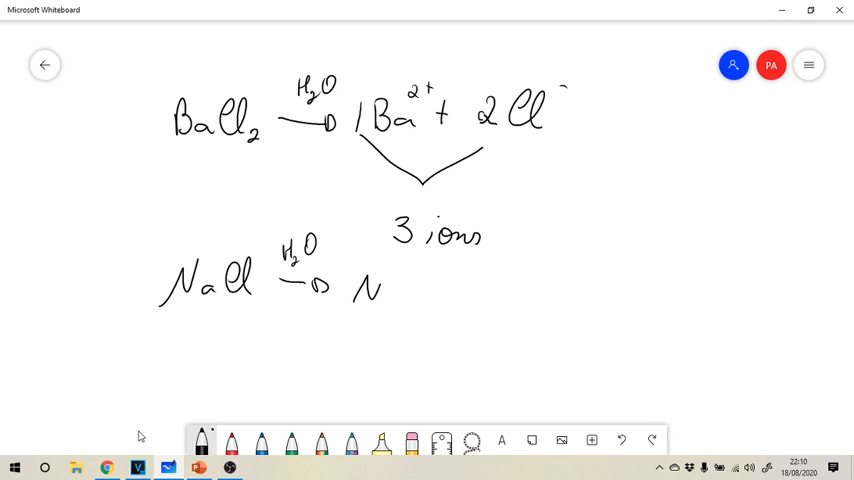 Microsoft Whiteboard
PA
BaCl₂ —H₂O→ 1Ba²⁺ + 2Cl⁻
3 ions
NaCl —H₂O→ N
A
22:10
18/08/2020